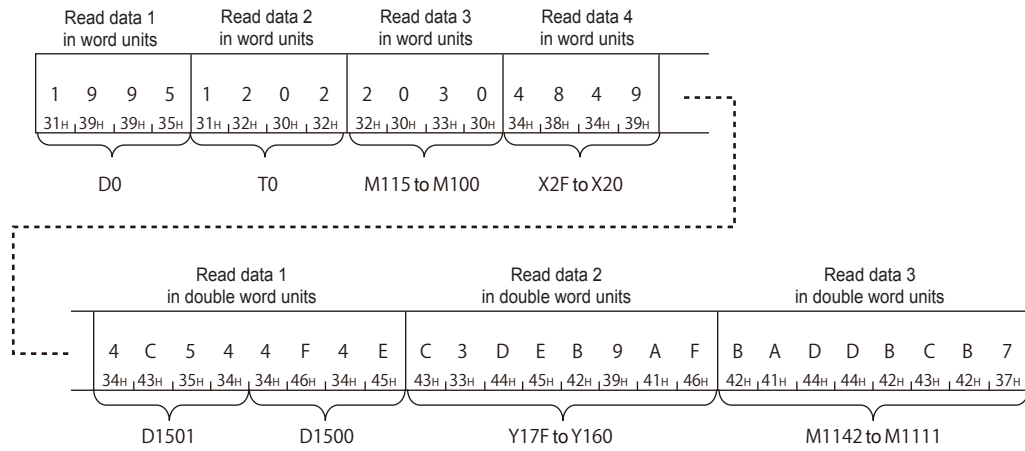 Read data 1 Read data 2 Read data 3 Read data 4
in word units in word units in word units in word units
1 9 9 5 1 2 0 2 2 0 3 0 4 8 4 9
31H 39H 39H 35H 31H 32H 30H 32H 32H 30H 33H 30H 34H 38H 34H 39H
D0 T0 M115 to M100 X2F to X20
Read data 1 Read data 2 Read data 3
in double word units in double word units in double word units
4 C 5 4 4 F 4 E C 3 D E B 9 A F B A D D B C B 7
34H 43H 35H 34H 34H 46H 34H 45H 43H 33H 44H 45H 42H 39H 41H 46H 42H 41H 44H 44H 42H 43H 42H 37H
D1501 D1500 Y17F to Y160 M1142 to M1111